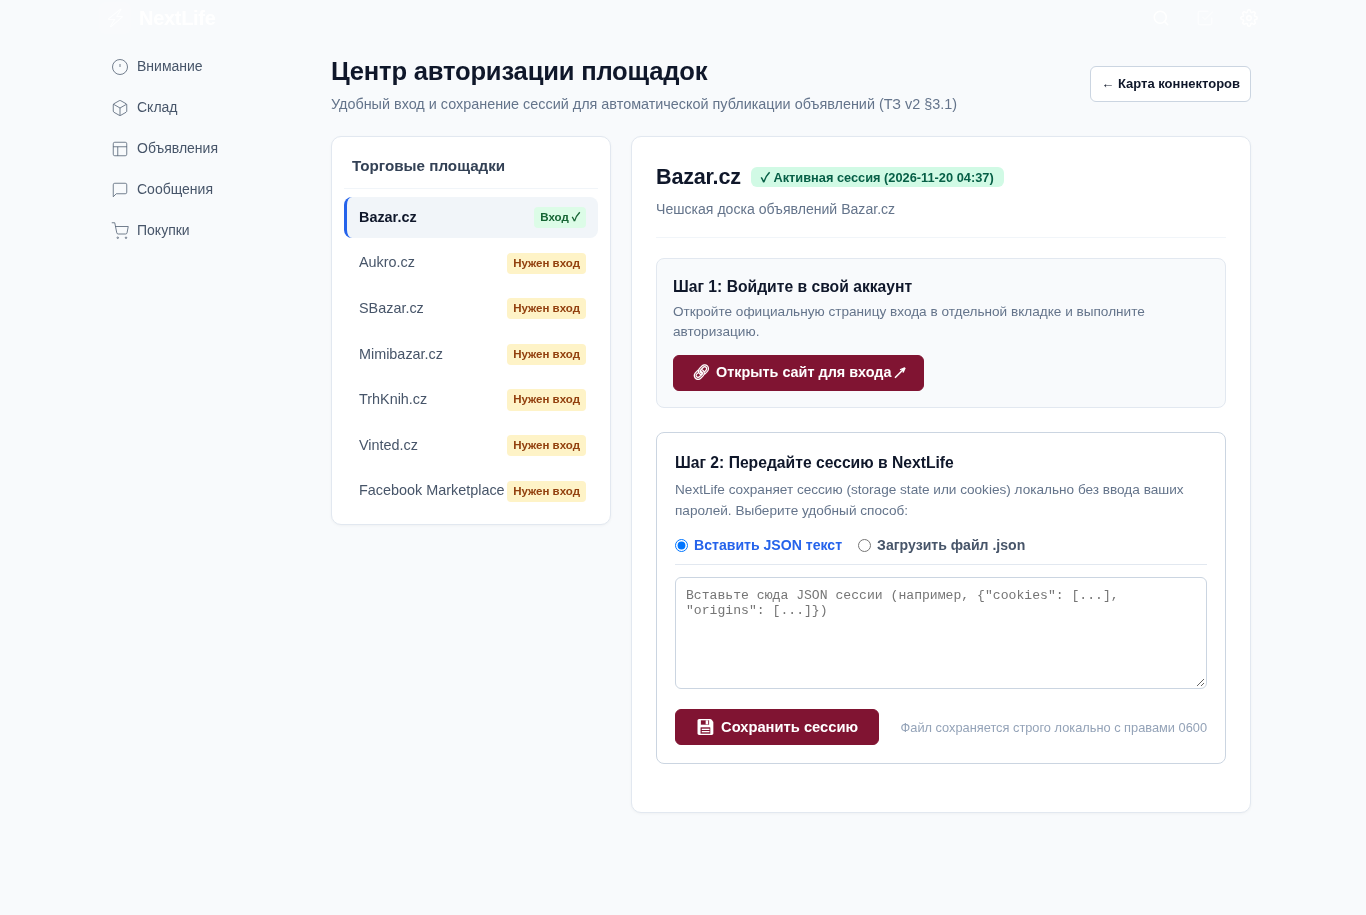 NextLife
Внимание
Склад
Объявления
Сообщения
Покупки
Центр авторизации площадок
Удобный вход и сохранение сессий для автоматической публикации объявлений (ТЗ v2 §3.1)
← Карта коннекторов
Торговые площадки
Bazar.cz Вход ✓
Aukro.cz Нужен вход
SBazar.cz Нужен вход
Mimibazar.cz Нужен вход
TrhKnih.cz Нужен вход
Vinted.cz Нужен вход
Facebook Marketplace Нужен вход
Bazar.cz ✓ Активная сессия (2026-11-20 04:37)
Чешская доска объявлений Bazar.cz
Шаг 1: Войдите в свой аккаунт
Откройте официальную страницу входа в отдельной вкладке и выполните
авторизацию.
🔗 Открыть сайт для входа ↗
Шаг 2: Передайте сессию в NextLife
NextLife сохраняет сессию (storage state или cookies) локально без ввода ваших
паролей. Выберите удобный способ:
Вставить JSON текст Загрузить файл .json
Вставьте сюда JSON сессии (например, {"cookies": [...],
"origins": [...]})
💾 Сохранить сессию Файл сохраняется строго локально с правами 0600